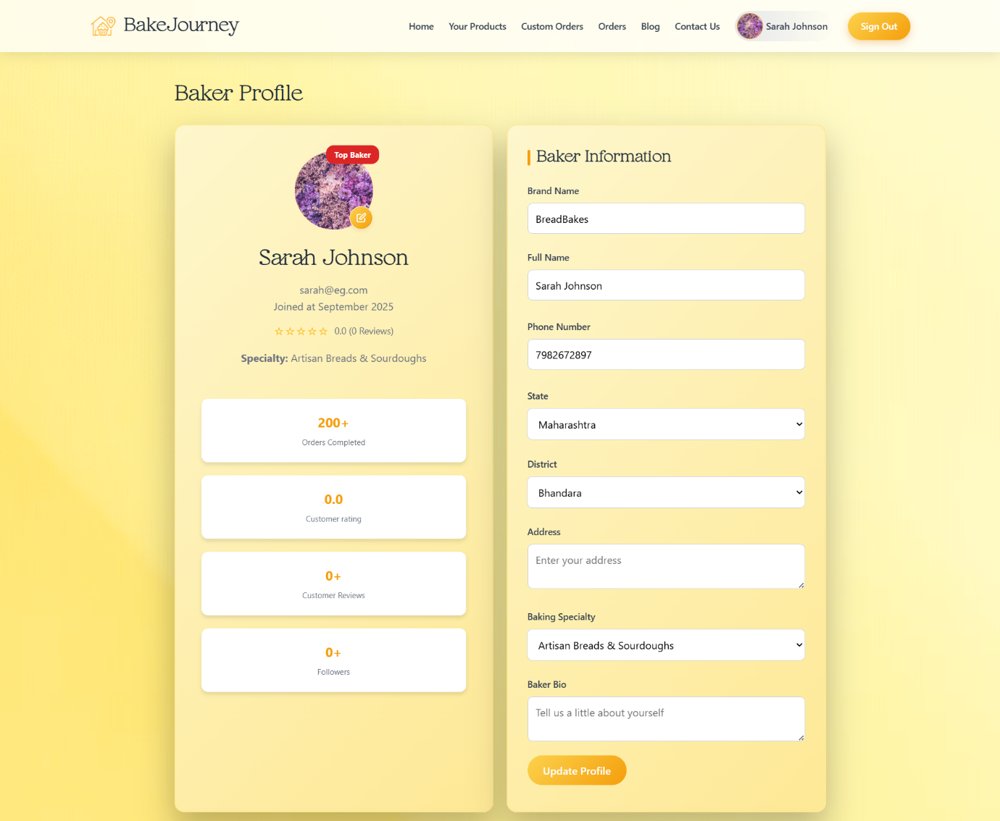 BakeJourney
Home
Your Products
Custom Orders
Orders
Blog
Contact Us
Sarah Johnson
Sign Out
Baker Profile
Top Baker
Sarah Johnson
sarah@eg.com
Joined at September 2025
☆☆☆☆☆ 0.0 (0 Reviews)
Specialty: Artisan Breads & Sourdoughs
200+
Orders Completed
0.0
Customer rating
0+
Customer Reviews
0+
Followers
Baker Information
Brand Name
BreadBakes
Full Name
Sarah Johnson
Phone Number
7982672897
State
Maharashtra
District
Bhandara
Address
Enter your address
Baking Specialty
Artisan Breads & Sourdoughs
Baker Bio
Tell us a little about yourself
Update Profile